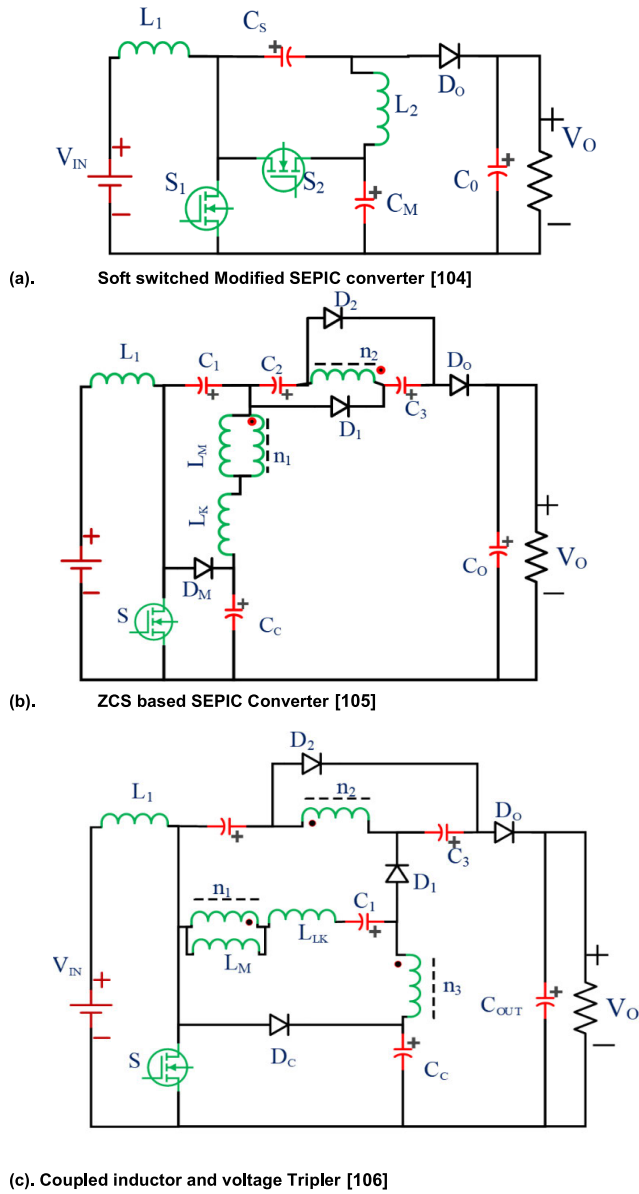 L1 CS
DO
L2
VIN + S1 S2 CM C0 + VO −
(a). Soft switched Modified SEPIC converter [104]
D2
L1 C1 C2 n2 DO
C3
D1
LM n1
LK
+ DM CO + VO −
S CC
(b). ZCS based SEPIC Converter [105]
D2
L1 n2 DO
C3
n1 D1
C1
LLK
LM
VIN + n3 COUT + VO −
S DC CC
(c). Coupled inductor and voltage Tripler [106]